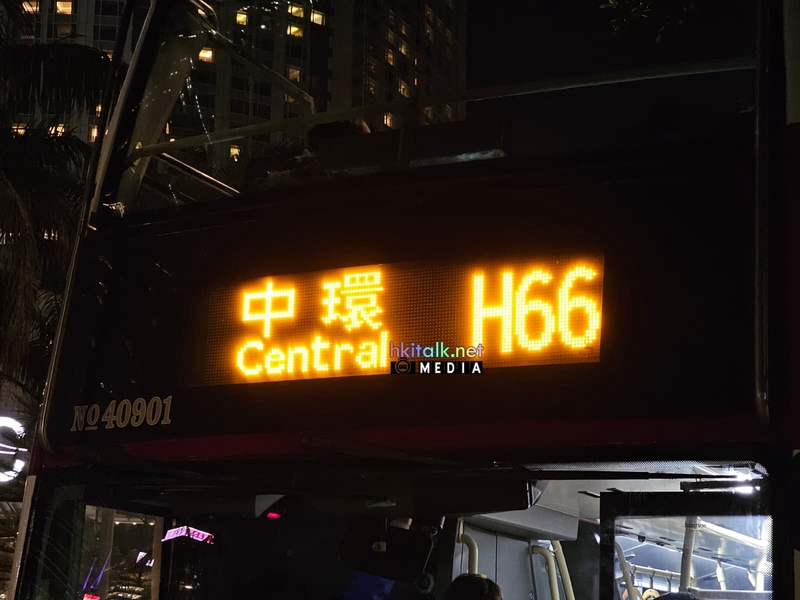 中環 H66
Central
hkitalk.net
MEDIA
No 40901